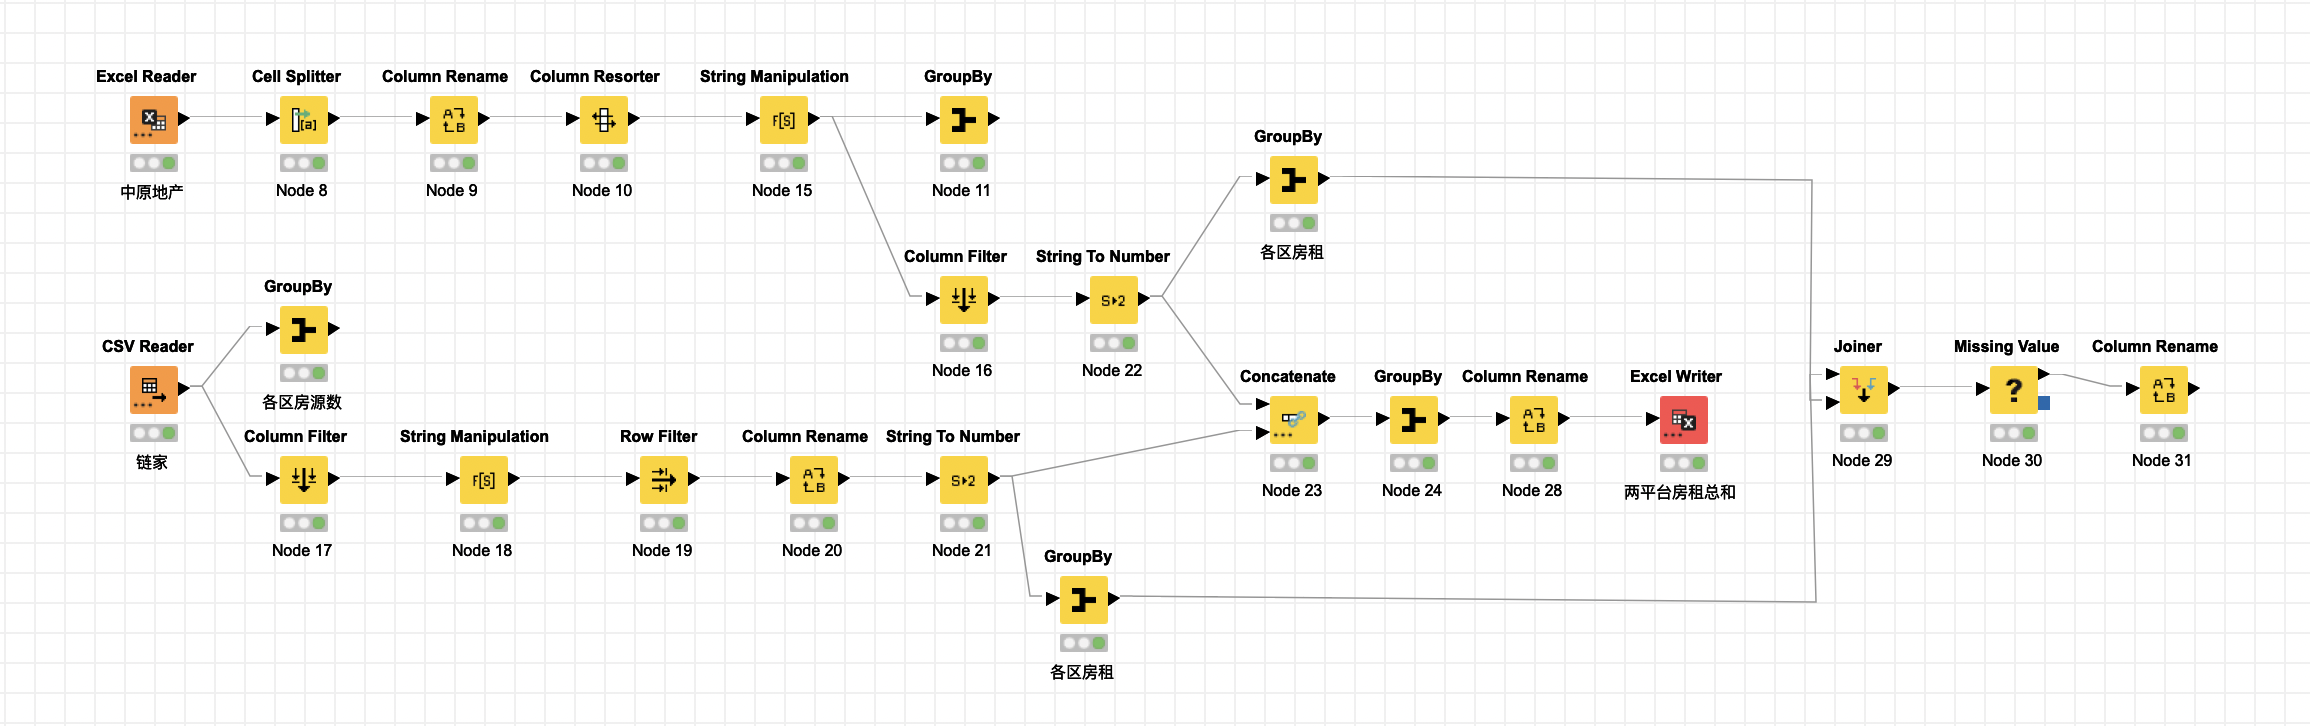 Excel Reader
Cell Splitter
Column Rename
Column Resorter
String Manipulation
GroupBy
F[S]
中原地产
Node 8
Node 9
Node 10
Node 15
Node 11
GroupBy
各区房租
Column Filter
String To Number
S▸2
Node 16
Node 22
GroupBy
各区房源数
CSV Reader
链家
Column Filter
String Manipulation
Row Filter
Column Rename
String To Number
F[S]
S▸2
Node 17
Node 18
Node 19
Node 20
Node 21
Concatenate
GroupBy
Column Rename
Excel Writer
Node 23
Node 24
Node 28
两平台房租总和
Joiner
Missing Value
Column Rename
?
Node 29
Node 30
Node 31
GroupBy
各区房租